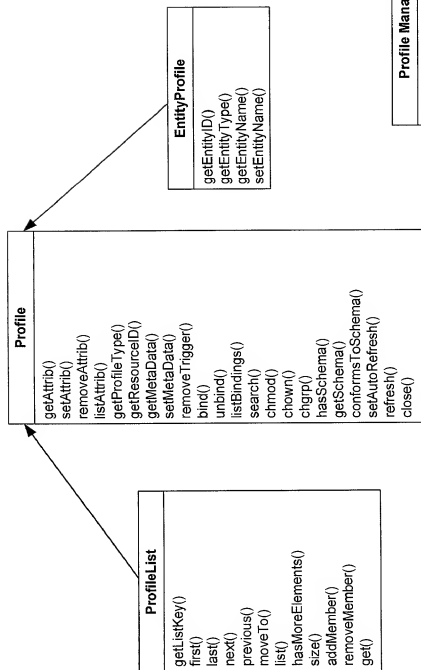 Profile
getAttrib()
setAttrib()
removeAttrib()
listAttrib()
getProfileType()
getResourceID()
getMetaData()
setMetaData()
removeTrigger()
bind()
unbind()
listBindings()
search()
chmod()
chown()
chgrp()
hasSchema()
getSchema()
conformsToSchema()
setAutoRefresh()
refresh()
close()
ProfileList
getListKey()
first()
last()
next()
previous()
moveTo()
list()
hasMoreElements()
size()
addMember()
removeMember()
get()
EntityProfile
getEntityID()
getEntityType()
getEntityName()
setEntityName()
Profile Mana